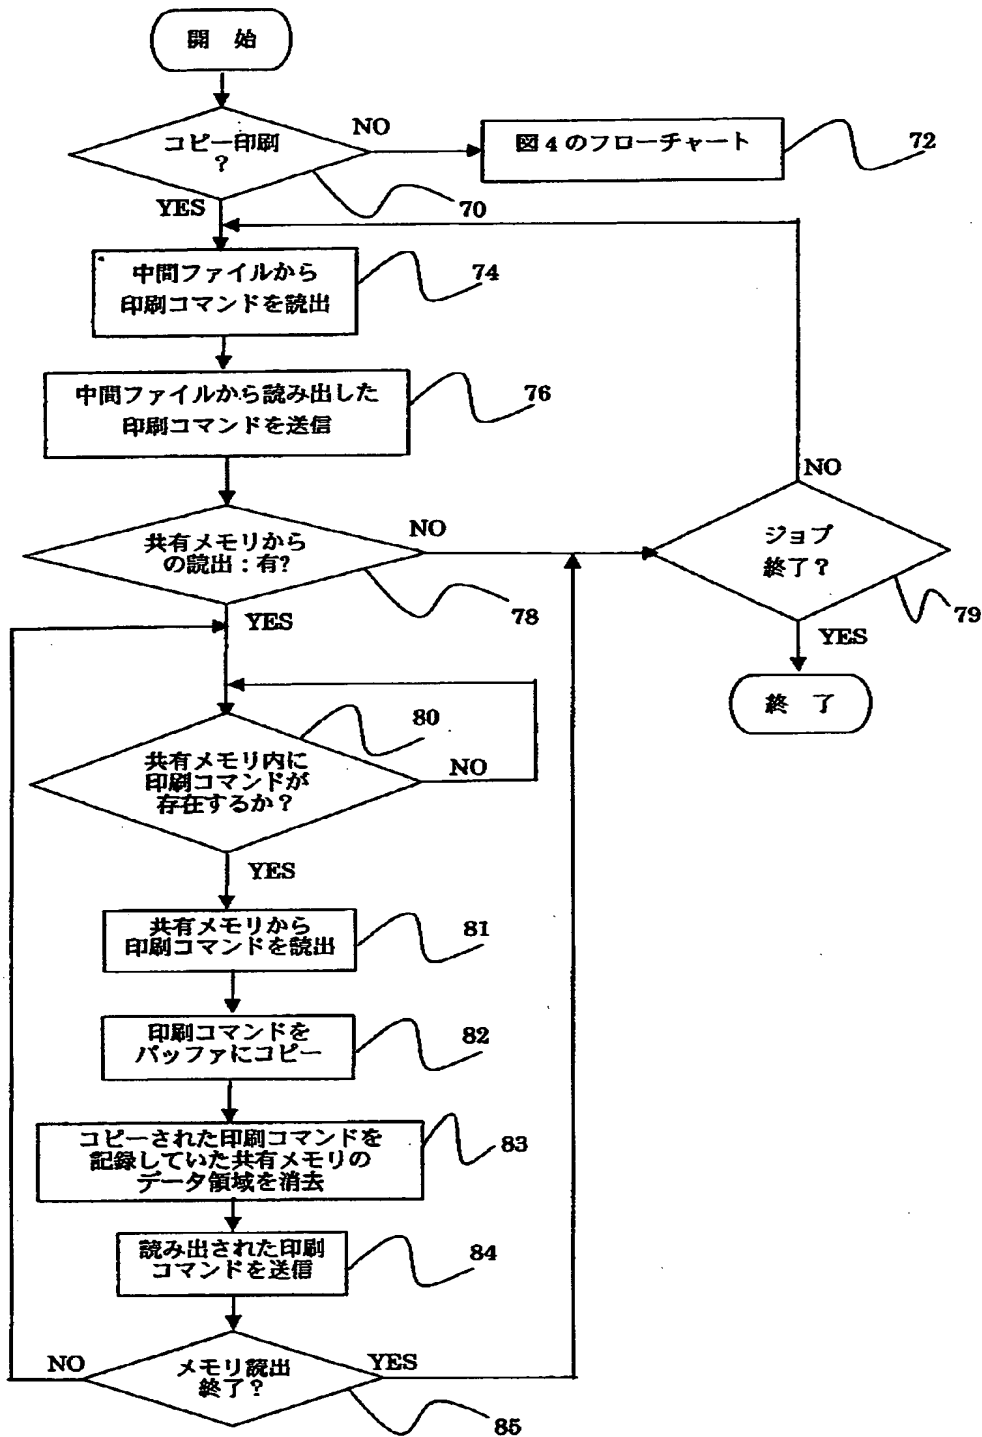 開 始
コピー印刷
?
NO
図4のフローチャート
72
YES
70
中間ファイルから
印刷コマンドを読出
74
中間ファイルから読み出した
印刷コマンドを送信
76
NO
共有メモリから
の読出:有?
NO
ジョブ
終了?
78
79
YES
YES
終 了
80
共有メモリ内に
印刷コマンドが
存在するか?
NO
YES
共有メモリから
印刷コマンドを読出
81
印刷コマンドを
バッファにコピー
82
コピーされた印刷コマンドを
記録していた共有メモリの
データ領域を消去
83
読み出された印刷
コマンドを送信
84
NO
メモリ読出
終了?
YES
85